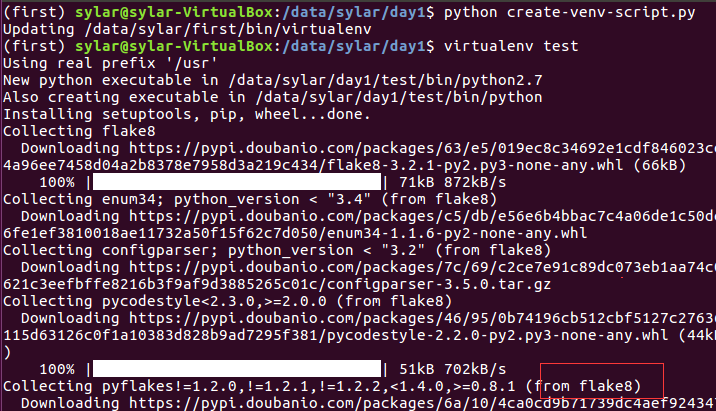 (first) sylar@sylar-VirtualBox:/data/sylar/day1$ python create-venv-script.py
Updating /data/sylar/first/bin/virtualenv
(first) sylar@sylar-VirtualBox:/data/sylar/day1$ virtualenv test
Using real prefix '/usr'
New python executable in /data/sylar/day1/test/bin/python2.7
Also creating executable in /data/sylar/day1/test/bin/python
Installing setuptools, pip, wheel...done.
Collecting flake8
Downloading https://pypi.doubanio.com/packages/63/e5/019ec8c34692e1cdf846023c
4a96ee7458d04a2b8378e7958d3a219c434/flake8-3.2.1-py2.py3-none-any.whl (66kB)
100% | | 71kB 872kB/s
Collecting enum34; python_version < "3.4" (from flake8)
Downloading https://pypi.doubanio.com/packages/c5/db/e56e6b4bbac7c4a06de1c50de
6fe1ef3810018ae11732a50f15f62c7d050/enum34-1.1.6-py2-none-any.whl
Collecting configparser; python_version < "3.2" (from flake8)
Downloading https://pypi.doubanio.com/packages/7c/69/c2ce7e91c89dc073eb1aa74c0
621c3eefbffe8216b3f9af9d3885265c01c/configparser-3.5.0.tar.gz
Collecting pycodestyle<2.3.0,>=2.0.0 (from flake8)
Downloading https://pypi.doubanio.com/packages/46/95/0b74196cb512cbf5127c2763
115d63126c0f1a10383d828b9ad7295f381/pycodestyle-2.2.0-py2.py3-none-any.whl (44k
)
100% | | 51kB 702kB/s
Collecting pyflakes!=1.2.0,!=1.2.1,!=1.2.2,<1.4.0,>=0.8.1 (from flake8)
Downloading https://pypi.doubanio.com/packages/6a/10/4ca0cd9b71739dc4aef92434